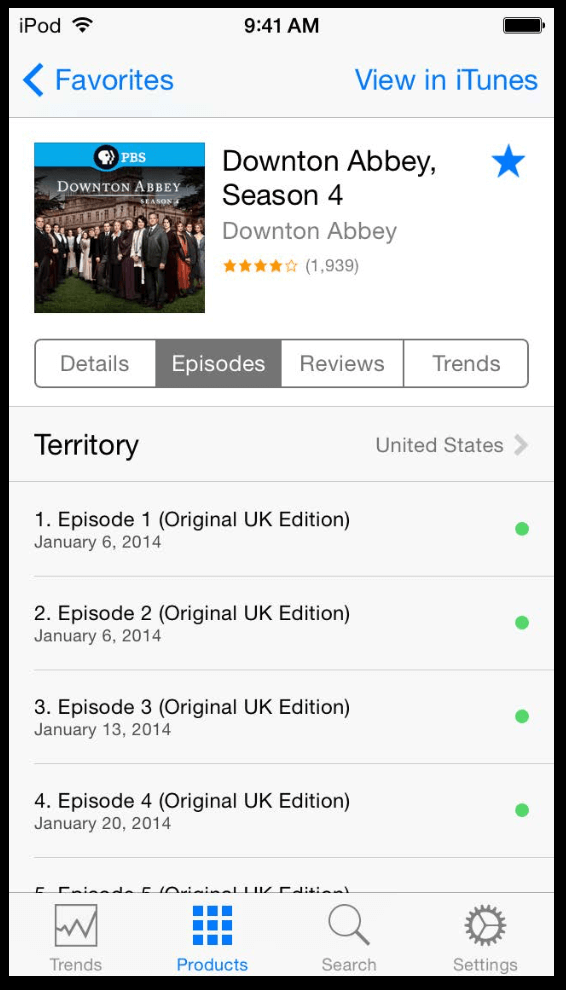 iPod 9:41 AM
Favorites View in iTunes
PBS
DOWNTON ABBEY
SEASON 4
Downton Abbey,
Season 4
Downton Abbey
(1,939)
Details Episodes Reviews Trends
Territory United States
1. Episode 1 (Original UK Edition)
January 6, 2014
2. Episode 2 (Original UK Edition)
January 6, 2014
3. Episode 3 (Original UK Edition)
January 13, 2014
4. Episode 4 (Original UK Edition)
January 20, 2014
5. Episode 5 (Original UK Edition)
Trends Products Search Settings